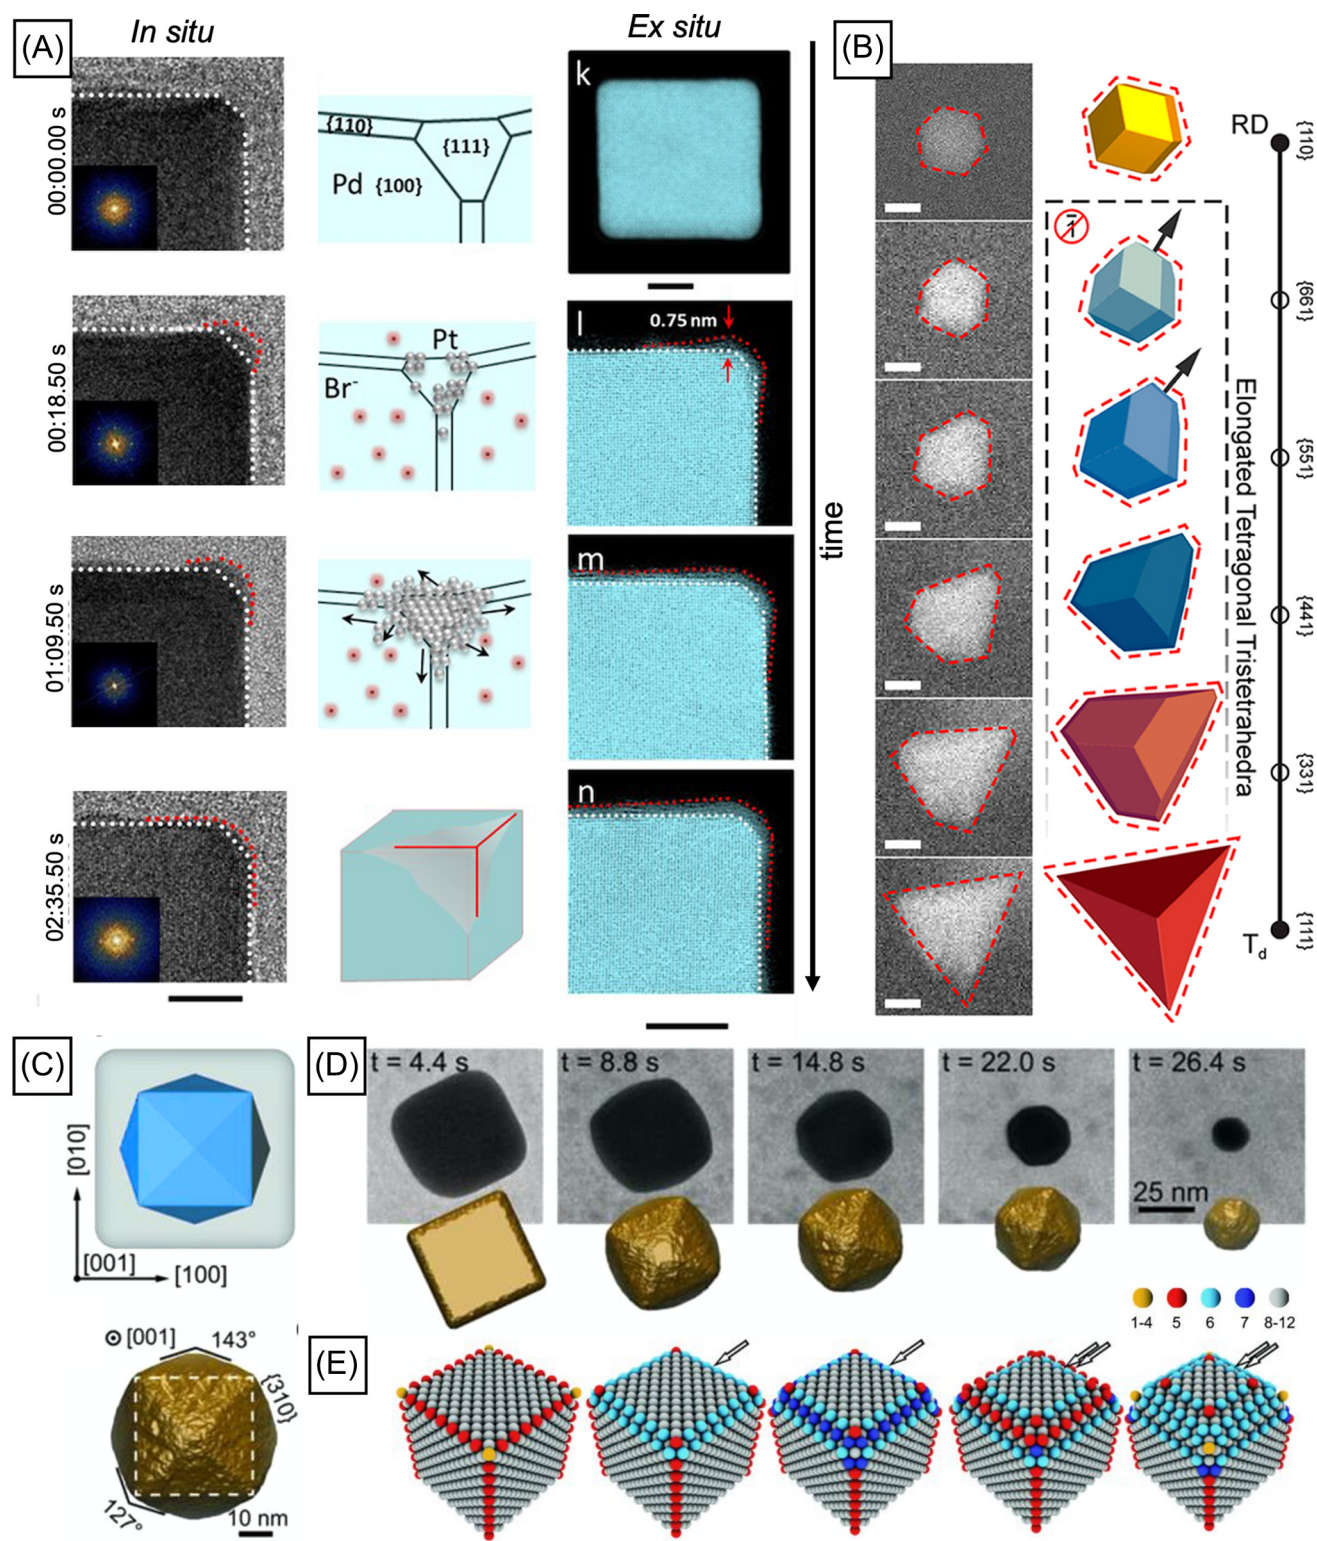 (A)
In situ
Ex situ
00:00.00 s
{110}
{111}
Pd {100}
k
00:18.50 s
Pt
Br-
l
0.75 nm
01:09.50 s
m
02:35.50 s
n
time
(B)
RD
{110}
1̅
{661}
{551}
{441}
{331}
{111}
Td
Elongated Tetragonal Tristetrahedra
(C)
[010]
[001]
[100]
[001]
143°
{310}
127°
10 nm
(D)
t = 4.4 s
t = 8.8 s
t = 14.8 s
t = 22.0 s
t = 26.4 s
25 nm
(E)
1-4
5
6
7
8-12